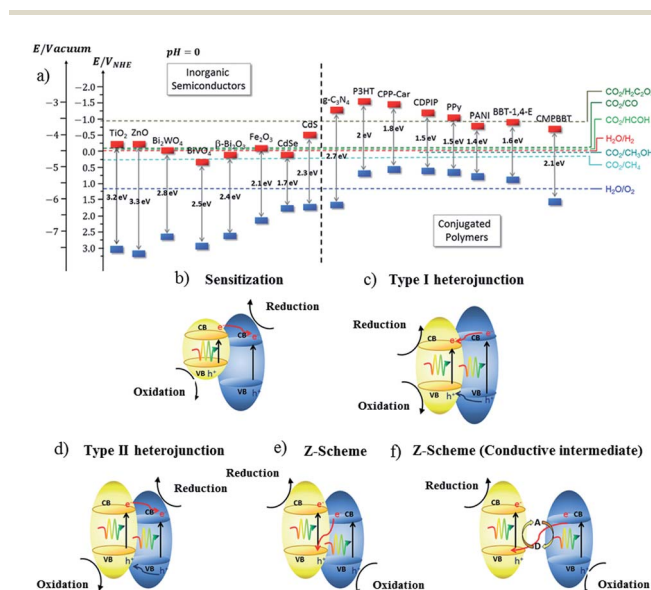 E/Vacuum
E/V_NHE
pH = 0
a)
Inorganic
Semiconductors
Conjugated
Polymers
-3
-4
-5
-6
-7
−2.0
−1.5
−1.0
-0.5
0.0
0.5
1.0
1.5
2.0
2.5
3.0
TiO₂ ZnO Bi₂WO₄ BiVO₄ β-Bi₂O₃ Fe₂O₃ CdSe CdS g-C₃N₄ P3HT CPP-Car CDPIP PPy PANI BBT-1,4-E CMPBBT
3.2 eV 3.3 eV 2.8 eV 2.5 eV 2.4 eV 2.1 eV 1.7 eV 2.3 eV 2.7 eV 2 eV 1.8 eV 1.5 eV 1.5 eV 1.4 eV 1.6 eV 2.1 eV
CO₂/H₂C₂O
CO₂/CO
CO₂/HCOH
H₂O/H₂
CO₂/CH₃OH
CO₂/CH₄
H₂O/O₂
b) Sensitization
Reduction
CB e⁻ e⁻
CB
VB h⁺
VB
Oxidation
c) Type I heterojunction
Reduction
CB e⁻ e⁻
CB
VB h⁺
VB h⁺
Oxidation
d) Type II heterojunction
Reduction
CB e⁻
CB e⁻
VB h⁺
VB h⁺
Oxidation
e) Z-Scheme
Reduction
CB e⁻
CB e⁻
VB h⁺
VB h⁺
Oxidation
f) Z-Scheme (Conductive intermediate)
Reduction
CB e⁻
e⁻ CB
A
D
VB h⁺
h⁺ VB
Oxidation